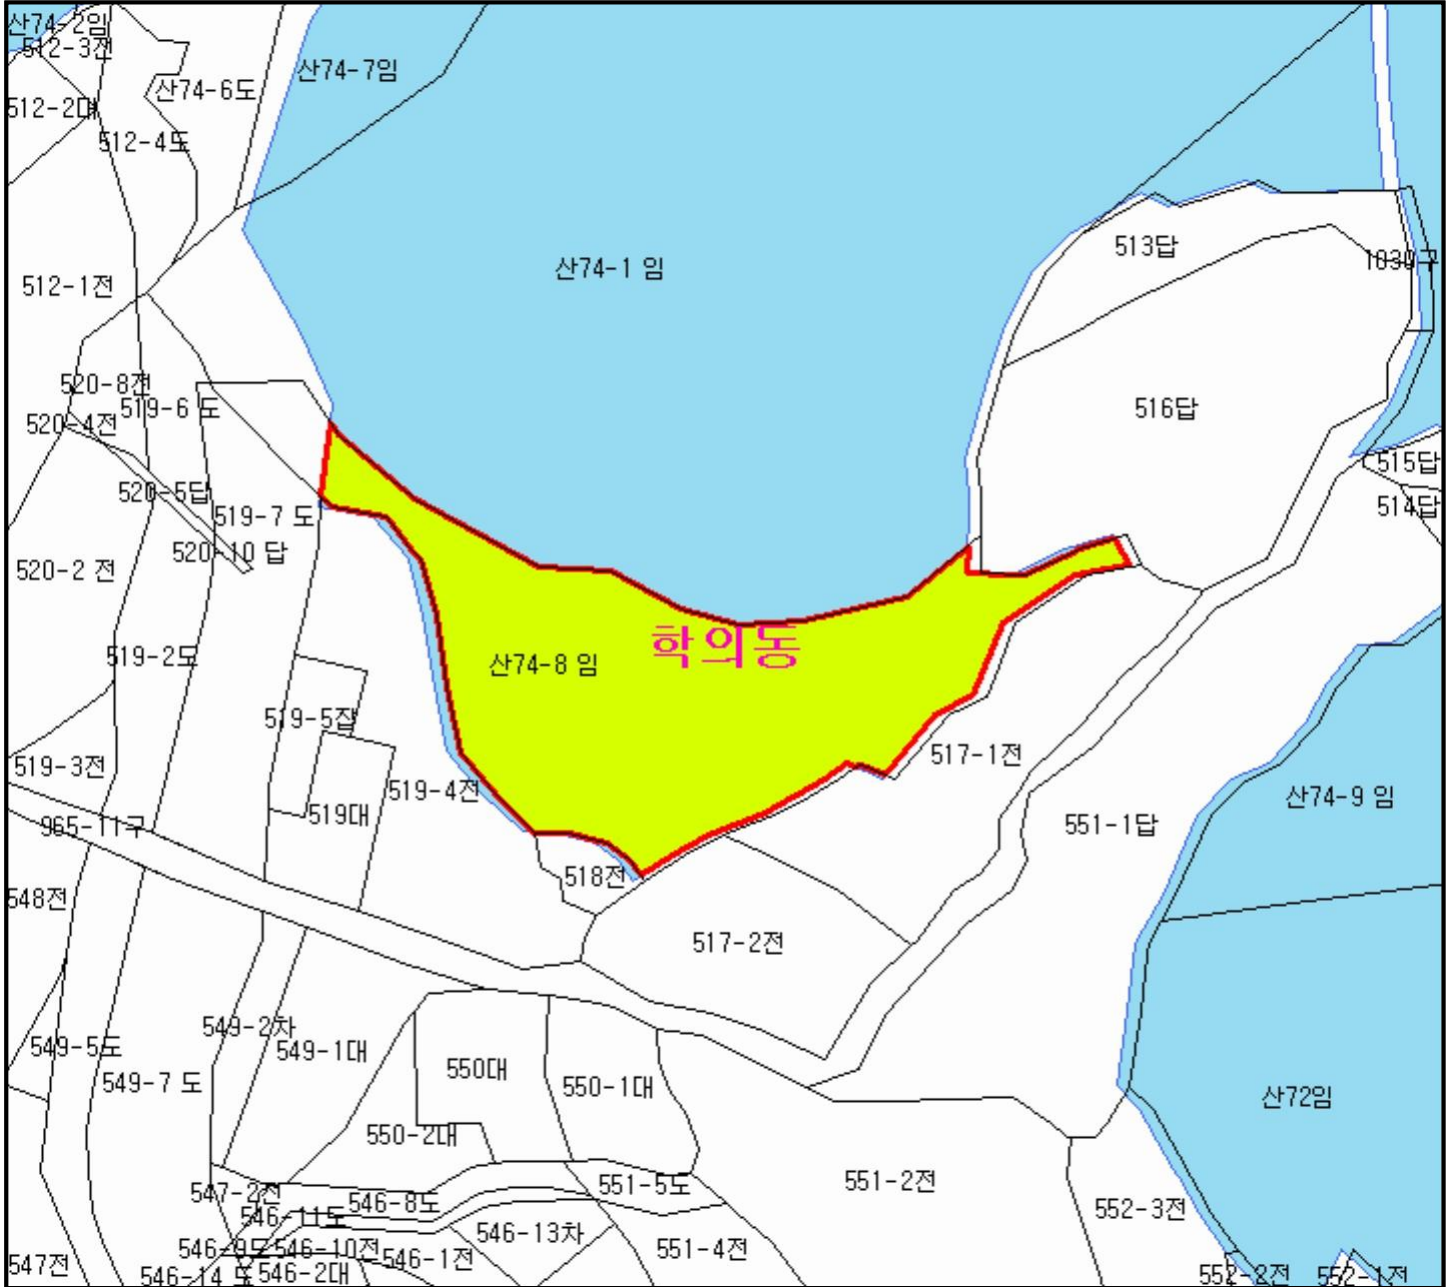 산74-2임
512-3전
산74-7임
산74-6도
512-2대
512-4도
513답
1030구
산74-1 임
512-1전
520-8전
519-6 도
516답
520-4전
515답
520-5답
514답
519-7 도
520-10 답
520-2 전
학의동
519-2도
산74-8 임
519-5잡
517-1전
519-3전
519-4전
산74-9 임
519대
551-1답
965-11구
518전
548전
517-2전
549-2차
549-5도
549-1대
550대
549-7 도
550-1대
산72임
550-2대
551-5도
551-2전
547-2전
546-8도
552-3전
546-11도
546-13차
546-9도
546-10전
546-1전
551-4전
547전
546-14 도
546-2대
552-2전
552-1전